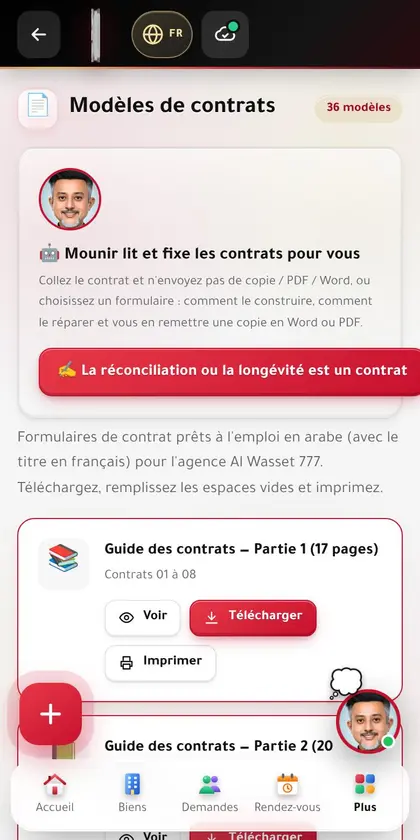 FR
Modèles de contrats
36 modèles
Mounir lit et fixe les contrats pour vous
Collez le contrat et n'envoyez pas de copie / PDF / Word, ou
choisissez un formulaire : comment le construire, comment
le réparer et vous en remettre une copie en Word ou PDF.
La réconciliation ou la longévité est un contrat
Formulaires de contrat prêts à l'emploi en arabe (avec le
titre en français) pour l'agence Al Wasset 777.
Téléchargez, remplissez les espaces vides et imprimez.
Guide des contrats – Partie 1 (17 pages)
Contrats 01 à 08
Voir
Télécharger
Imprimer
Guide des contrats – Partie 2 (20
Accueil
Biens
Demandes
Rendez-vous
Plus
Voir
Télécharger